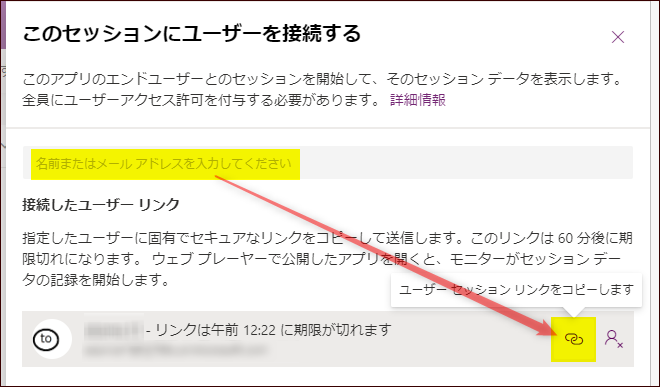 このセッションにユーザーを接続する
このアプリのエンドユーザーとのセッションを開始して、そのセッション データを表示します。
全員にユーザーアクセス許可を付与する必要があります。 詳細情報
名前またはメール アドレスを入力してください
接続したユーザー リンク
指定したユーザーに固有でセキュアなリンクをコピーして送信します。このリンクは 60 分後に期
限切れになります。 ウェブ プレーヤーで公開したアプリを開くと、モニターがセッション デー
タの記録を開始します。
ユーザー セッション リンクをコピーします
to
- リンクは午前 12:22 に期限が切れます